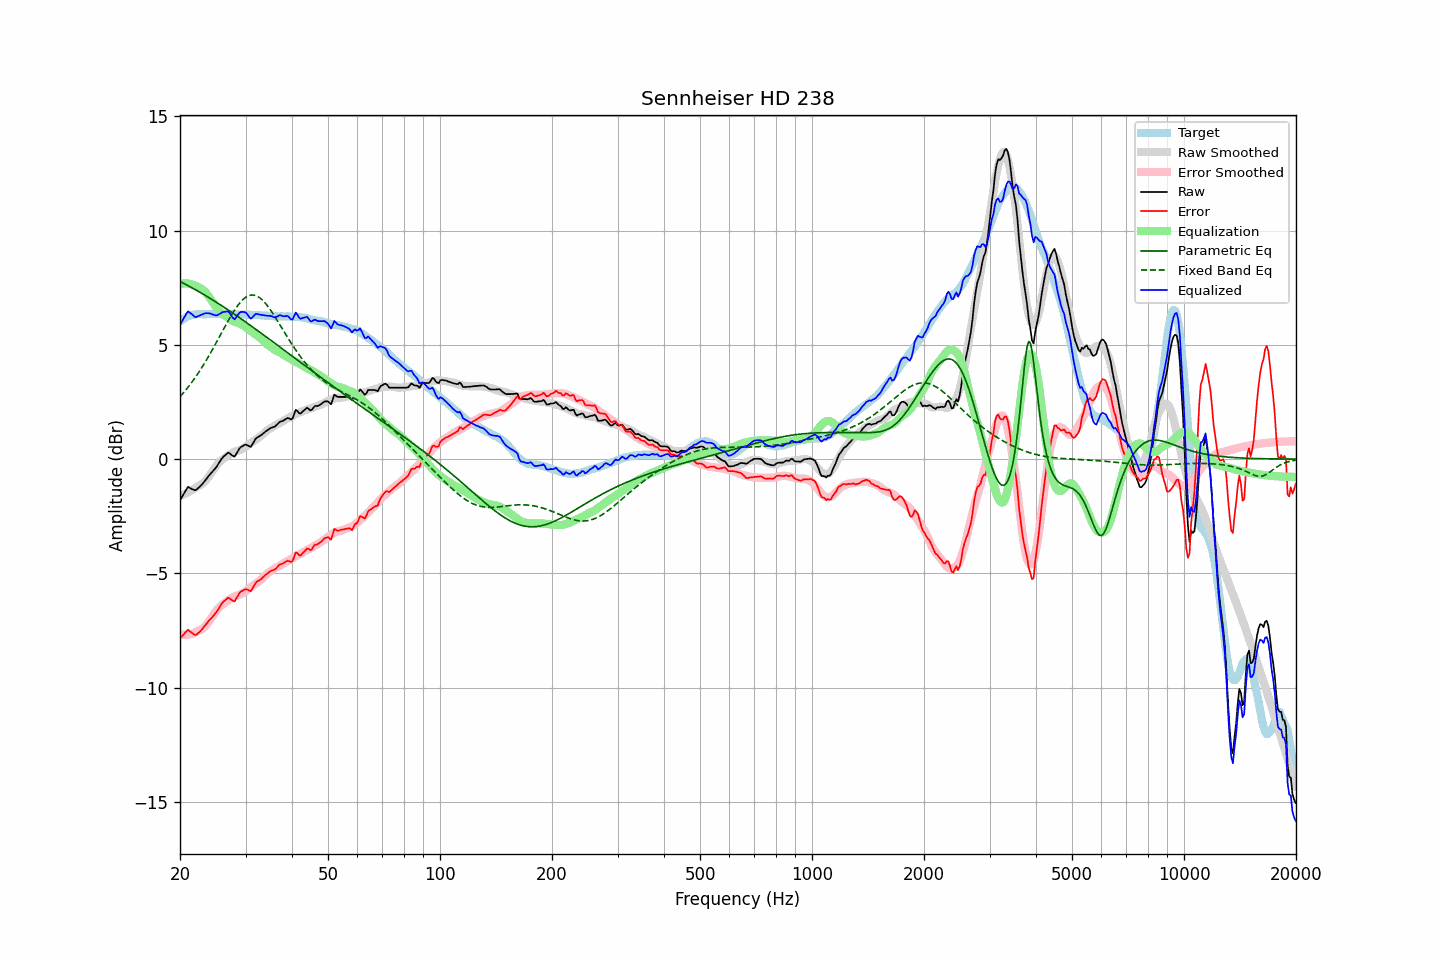 Sennheiser HD 238
15
10
5
0
−5
−10
−15
Amplitude (dBr)
20
50
100
200
500
1000
2000
5000
10000
20000
Frequency (Hz)
Target
Raw Smoothed
Error Smoothed
Raw
Error
Equalization
Parametric Eq
Fixed Band Eq
Equalized